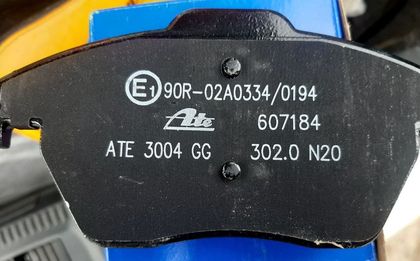 E1 90R-02A0334/0194
Ate 607184
ATE 3004 GG 302.0 N20